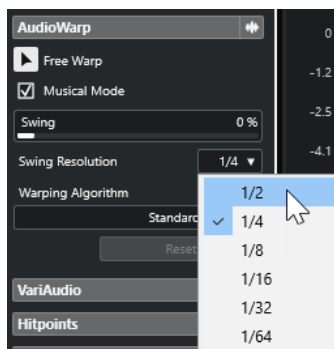 AudioWarp
0
Free Warp
-1.2
Musical Mode
-2.5
Swing 0 %
-4.1
Swing Resolution 1/4
1/2
Warping Algorithm
Standard
1/4
Reset
1/8
1/16
VariAudio
1/32
Hitpoints
1/64